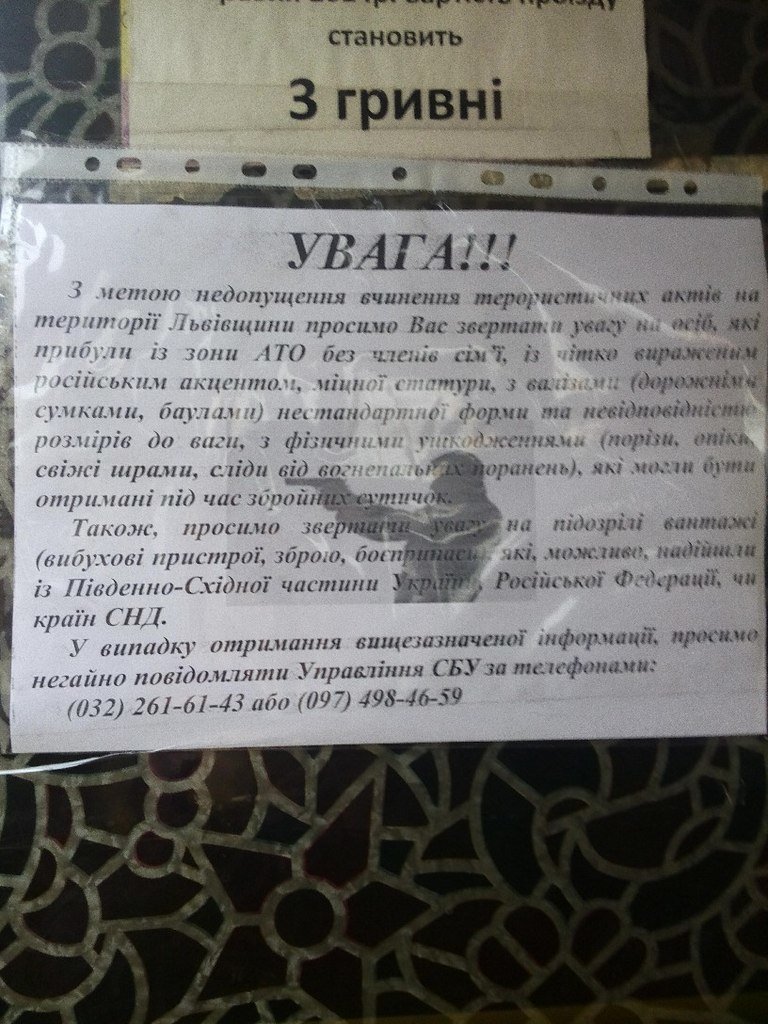 вартість проїзду
становить
3 гривні
УВАГА!!!
З метою недопущення вчинення терористичних актів на
території Львівщини просимо Вас звертати увагу на осіб, які
прибули із зони АТО без членів сім'ї, із чітко вираженим
російським акцентом, міцної статури, з валізами (дорожніми
сумками, баулами) нестандартної форми та невідповідністю
розмірів до ваги, з фізичними ушкодженнями (порізи, опіки,
свіжі шрами, сліди від вогнепальних поранень), які могли бути
отримані під час збройних сутичок.
Також, просимо звертати увагу на підозрілі вантажі
(вибухові пристрої, зброю, боєприпаси), які, можливо, надійшли
із Південно-Східної частини України, Російської Федерації, чи
країн СНД.
У випадку отримання вищезазначеної інформації, просимо
негайно повідомляти Управління СБУ за телефонами:
(032) 261-61-43 або (097) 498-46-59